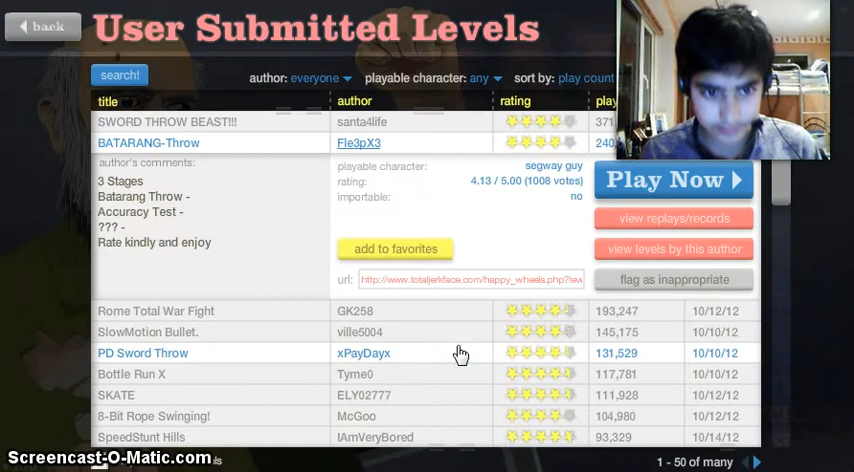 back
User Submitted Levels
search!
author: everyone playable character: any sort by: play count
title author rating
SWORD THROW BEAST!!! santa4life 371
BATARANG-Throw Fle3pX3 240
author's comments:
3 Stages
Batarang Throw -
Accuracy Test -
??? -
Rate kindly and enjoy
playable character: segway guy
rating: 4.13 / 5.00 (1008 votes)
importable: no
add to favorites
url: http://www.totaljerkface.com/happy_wheels.php?leve
Play Now
view replays/records
view levels by this author
flag as inappropriate
Rome Total War Fight GK258 193,247 10/12/12
SlowMotion Bullet. ville5004 145,175 10/10/12
PD Sword Throw xPayDayx 131,529 10/10/12
Bottle Run X Tyme0 117,781 10/10/12
SKATE ELY02777 111,928 10/12/12
8-Bit Rope Swinging! McGoo 104,980 10/12/12
SpeedStunt Hills IAmVeryBored 93,329 10/14/12
Screencast-O-Matic.com
1 - 50 of many